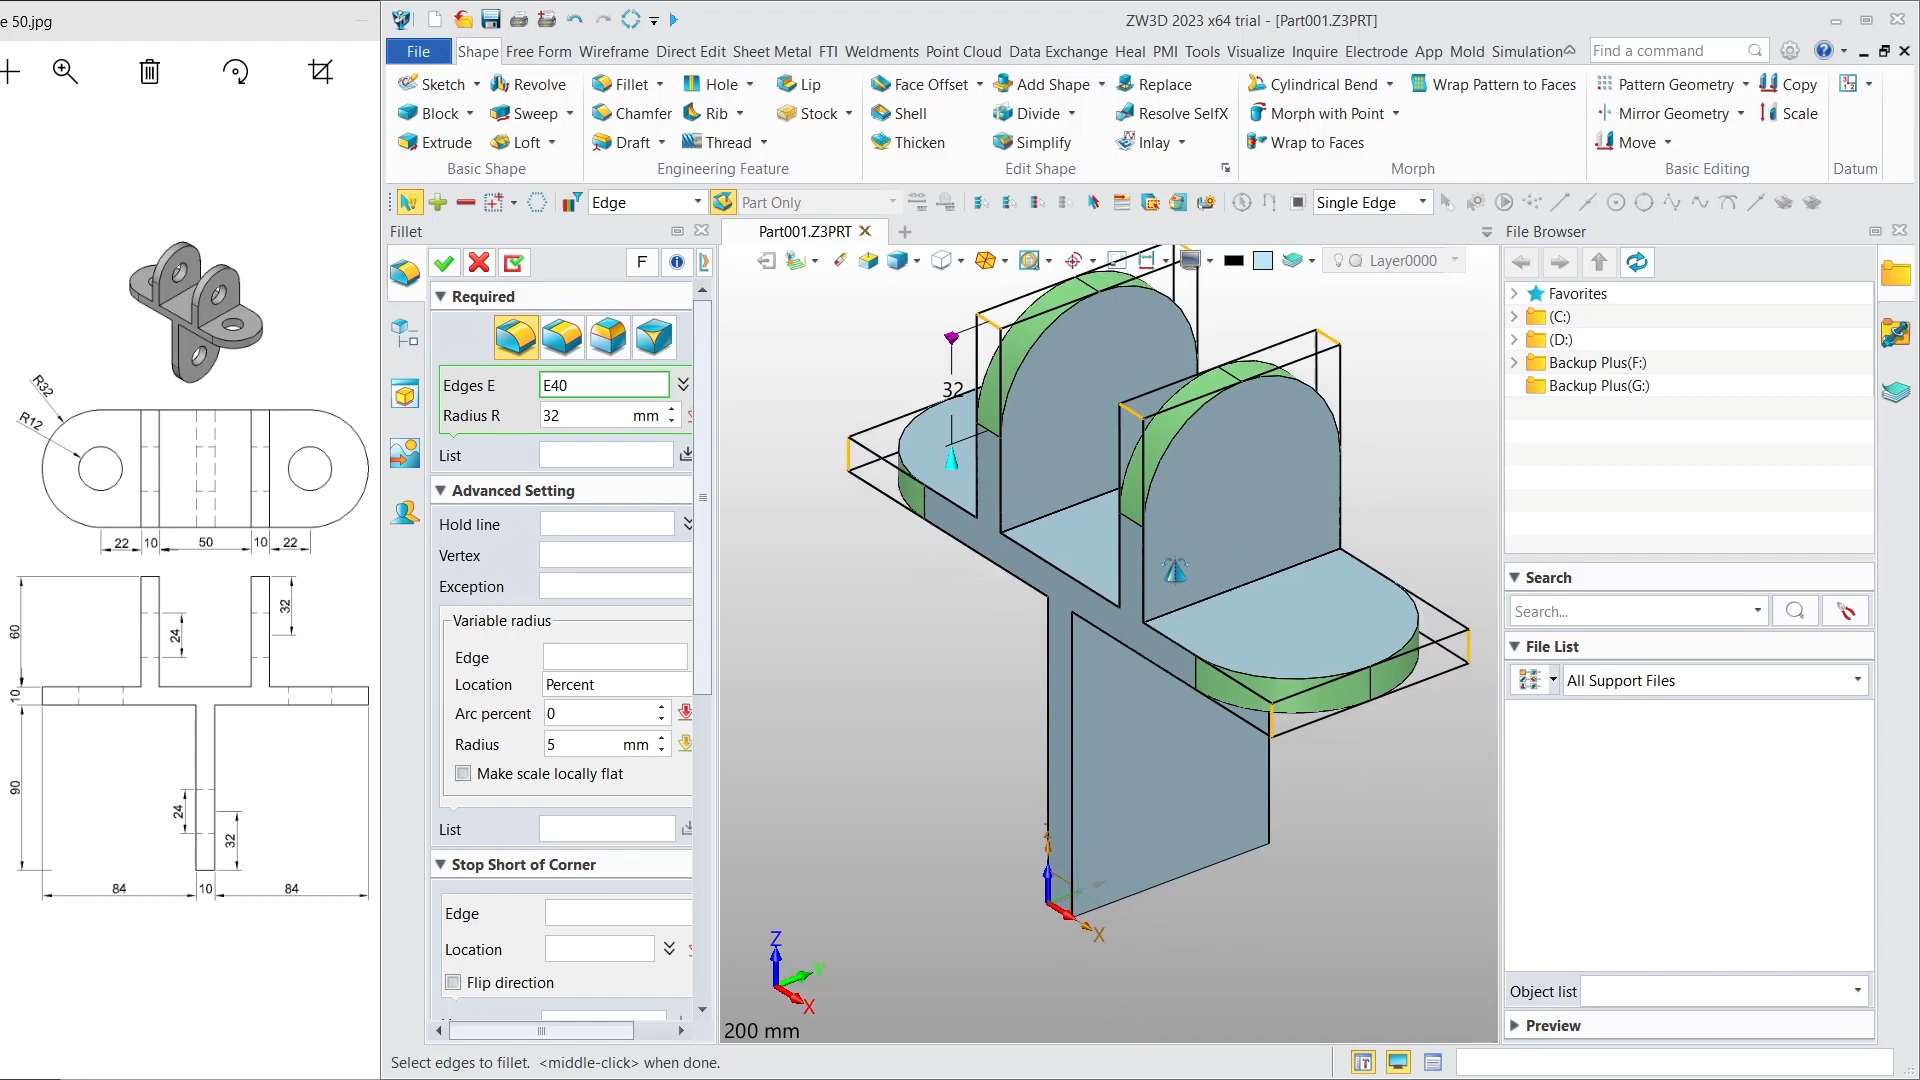 e 50.jpg
ZW3D 2023 x64 trial - [Part001.Z3PRT]
File Shape Free Form Wireframe Direct Edit Sheet Metal FTI Weldments Point Cloud Data Exchange Heal PMI Tools Visualize Inquire Electrode App Mold Simulation Find a command
Sketch Revolve Fillet Hole Lip Face Offset Add Shape Replace Cylindrical Bend Wrap Pattern to Faces Pattern Geometry Copy
Block Sweep Chamfer Rib Stock Shell Divide Resolve SelfX Morph with Point Mirror Geometry Scale
Extrude Loft Draft Thread Thicken Simplify Inlay Wrap to Faces Move
Basic Shape Engineering Feature Edit Shape Morph Basic Editing Datum
Edge Part Only Single Edge
Fillet
Part001.Z3PRT
File Browser
F
Layer0000
Required
Edges E E40
Radius R 32 mm
List
Advanced Setting
Hold line
Vertex
Exception
Variable radius
Edge
Location Percent
Arc percent 0
Radius 5 mm
Make scale locally flat
List
Stop Short of Corner
Edge
Location
Flip direction
32
X
Z
Y
X
200 mm
Favorites
(C:)
(D:)
Backup Plus(F:)
Backup Plus(G:)
Search
Search...
File List
All Support Files
Object list
Preview
R32
R12
22 10 50 10 22
60
24
32
10
90
24
32
84 10 84
Select edges to fillet. <middle-click> when done.